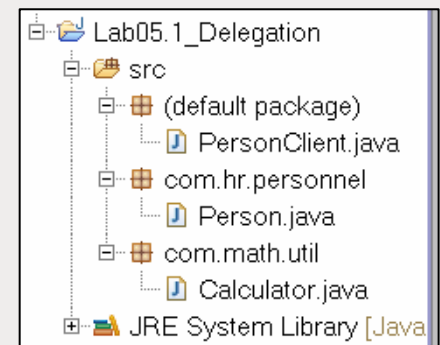 Lab05.1_Delegation
src
(default package)
PersonClient.java
com.hr.personnel
Person.java
com.math.util
Calculator.java
JRE System Library [Java